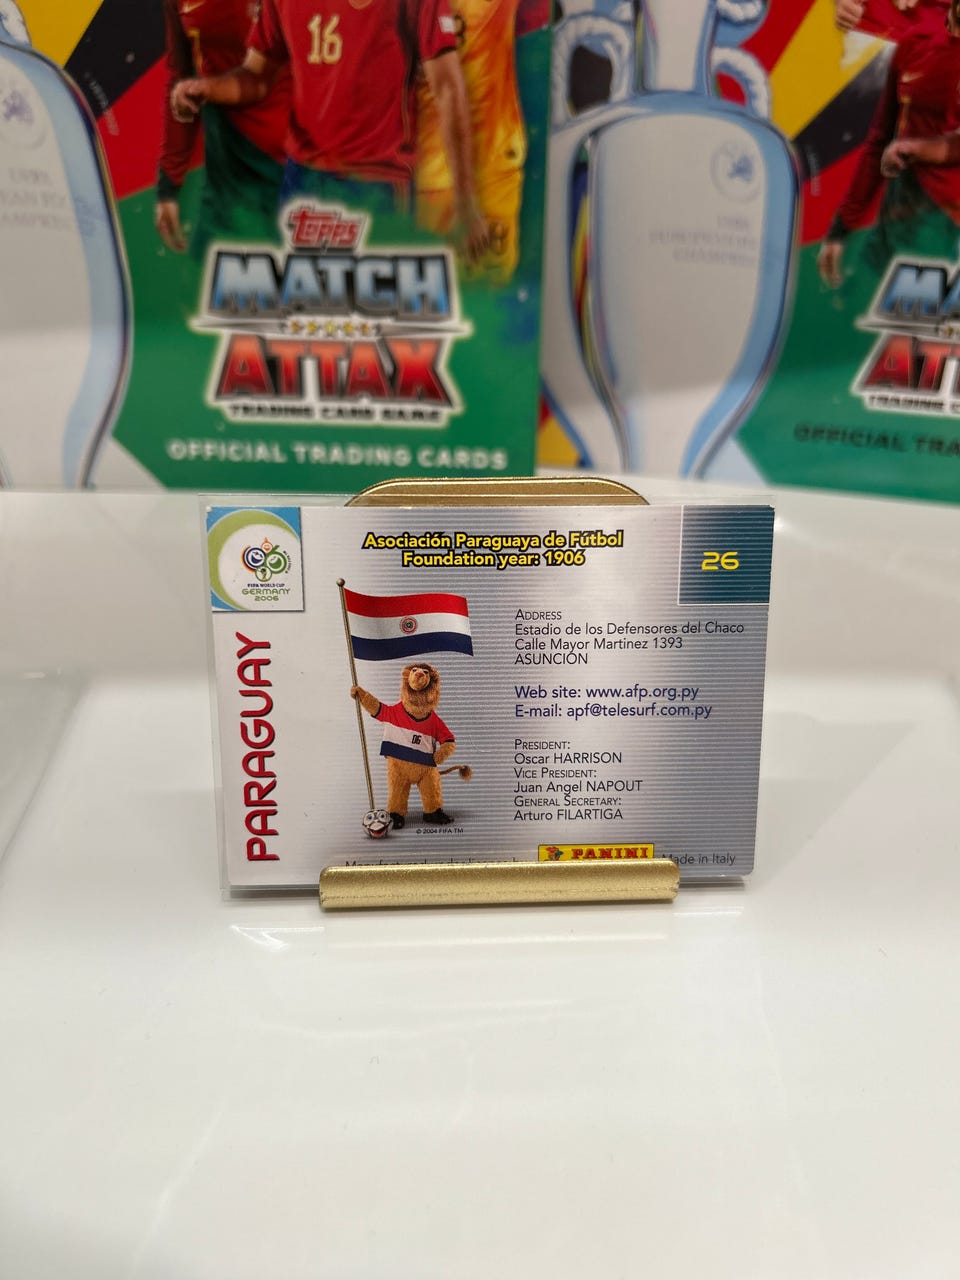 16
Topps
MATCH
ATTAX
TRADING CARD GAME
OFFICIAL TRADING CARDS
OFFICIAL TRA
Asociación Paraguaya de Fútbol
Foundation year: 1906
26
FIFA WORLD CUP
GERMANY
2006
PARAGUAY
ADDRESS
Estadio de los Defensores del Chaco
Calle Mayor Martinez 1393
ASUNCIÓN
Web site: www.afp.org.py
E-mail: apf@telesurf.com.py
PRESIDENT:
Oscar HARRISON
VICE PRESIDENT:
Juan Angel NAPOUT
GENERAL SECRETARY:
Arturo FILARTIGA
06
© 2004 FIFA TM
PANINI
Made in Italy